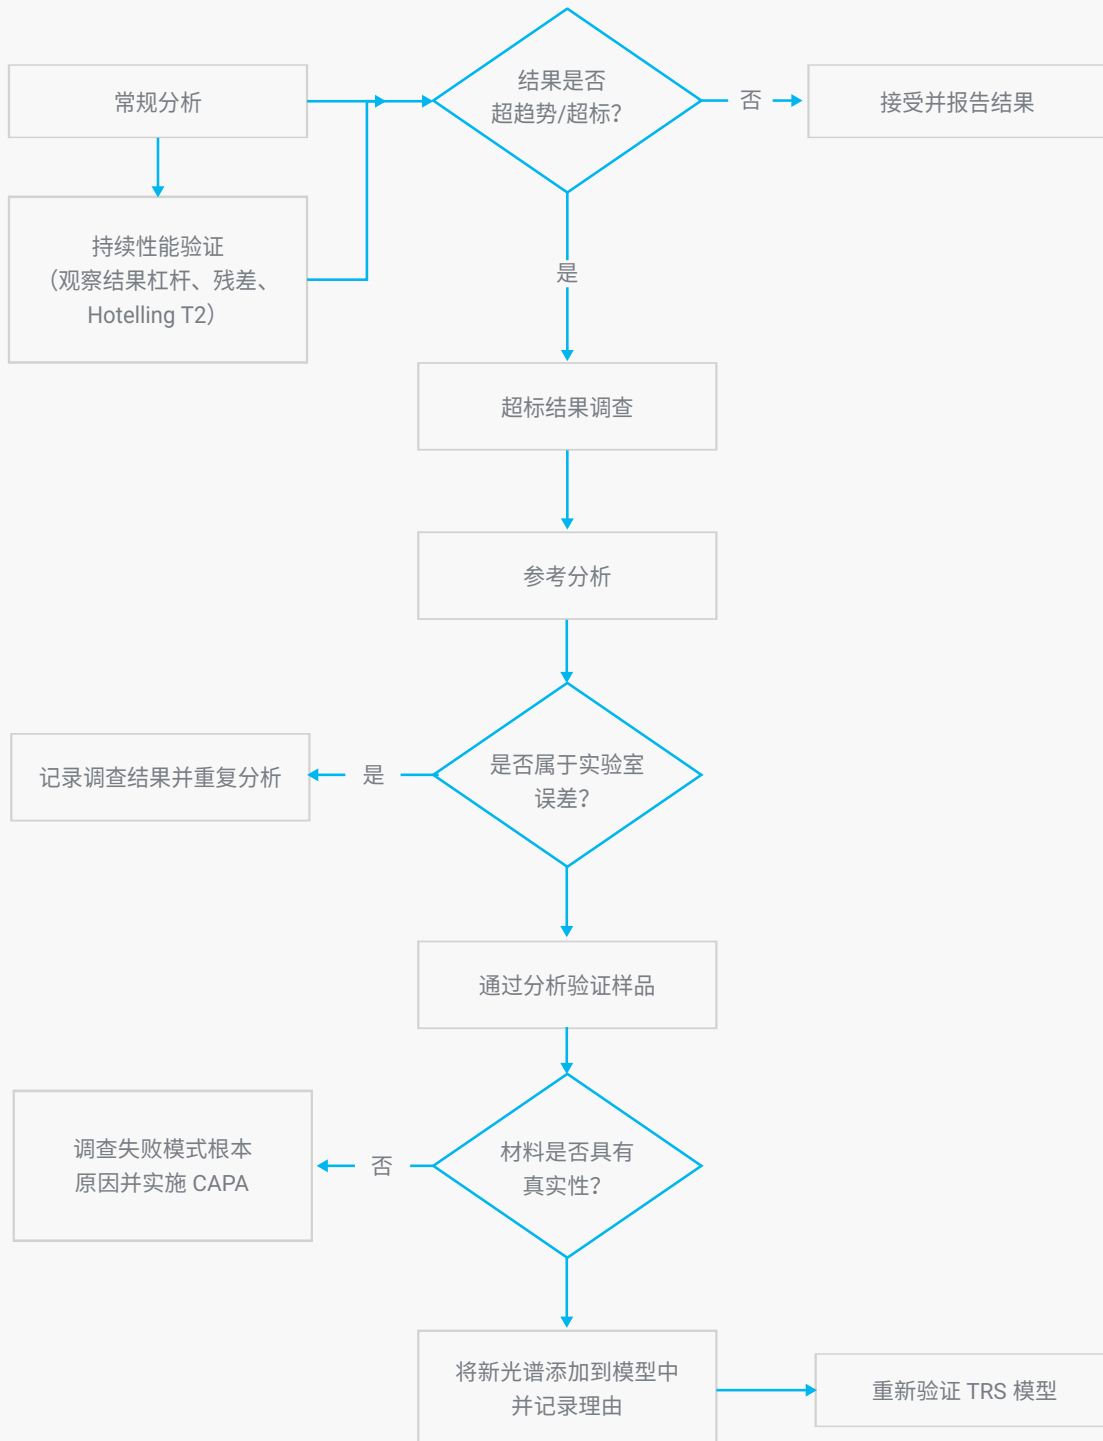 常规分析
结果是否
超趋势/超标?
否
接受并报告结果
持续性能验证
（观察结果杠杆、残差、
Hotelling T2）
是
超标结果调查
参考分析
是否属于实验室
误差?
是
记录调查结果并重复分析
通过分析验证样品
材料是否具有
真实性?
否
调查失败模式根本
原因并实施 CAPA
将新光谱添加到模型中
并记录理由
重新验证 TRS 模型